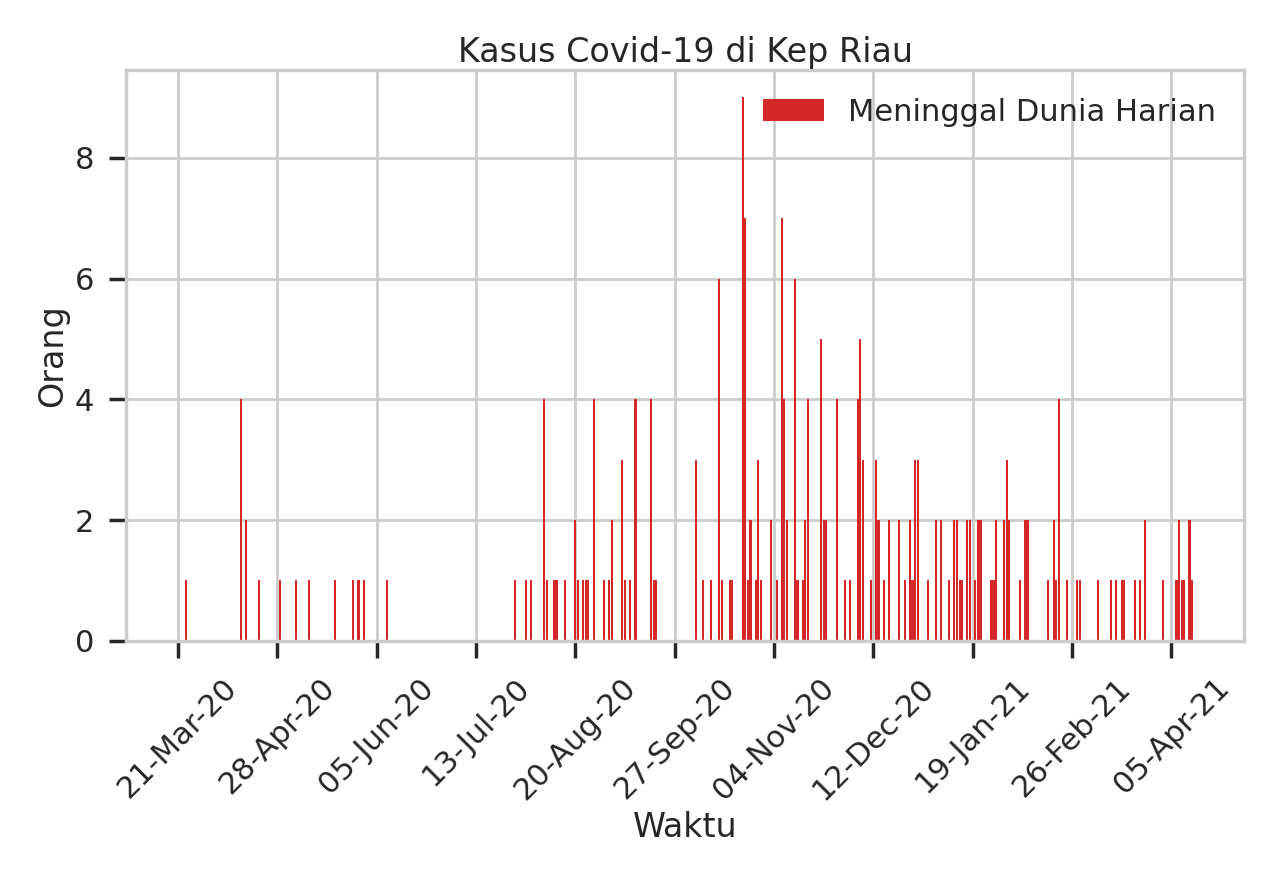 Kasus Covid-19 di Kep Riau
Meninggal Dunia Harian
Orang
8
6
4
2
0
21-Mar-20
28-Apr-20
05-Jun-20
13-Jul-20
20-Aug-20
27-Sep-20
04-Nov-20
12-Dec-20
19-Jan-21
26-Feb-21
05-Apr-21
Waktu